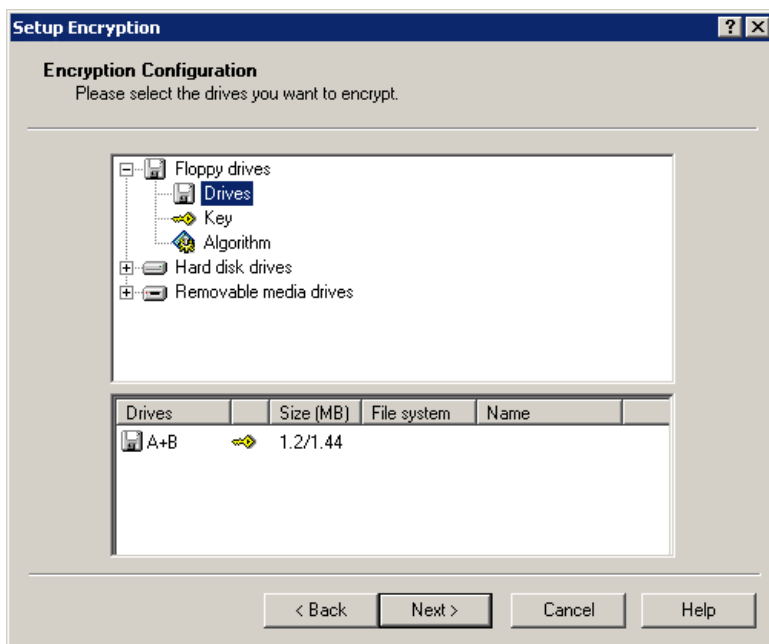 Setup Encryption
Encryption Configuration
Please select the drives you want to encrypt.
Floppy drives
Drives
Key
Algorithm
Hard disk drives
Removable media drives
Drives Size (MB) File system Name
A+B 1.2/1.44
< Back Next > Cancel Help